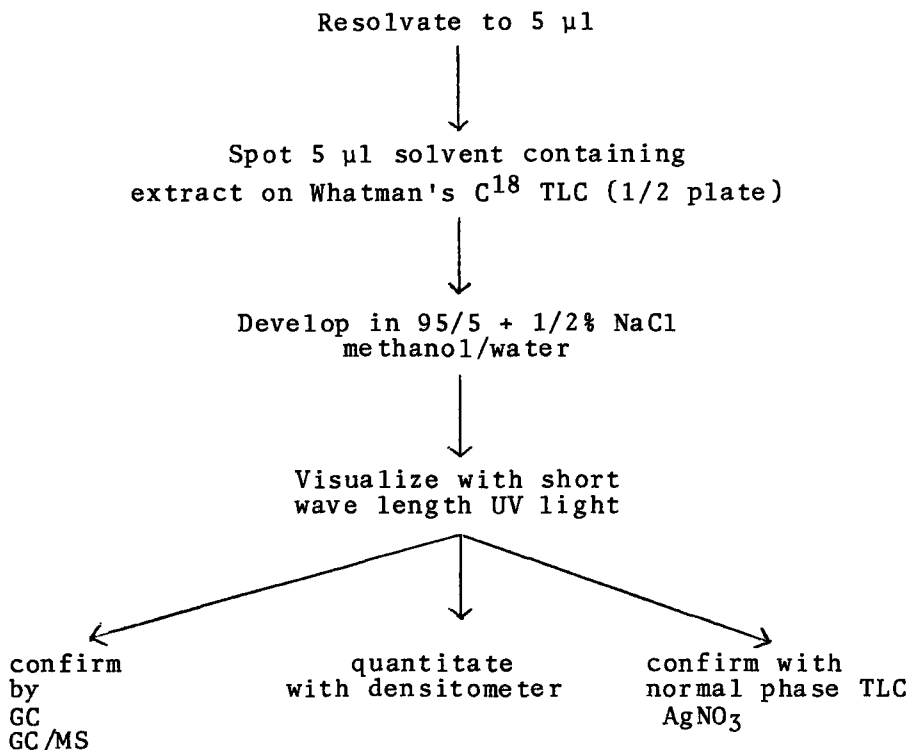 Resolvate to 5 µl
Spot 5 µl solvent containing
extract on Whatman's C18 TLC (1/2 plate)
Develop in 95/5 + 1/2% NaCl
methanol/water
Visualize with short
wave length UV light
confirm
by
GC
GC/MS
quantitate
with densitometer
confirm with
normal phase TLC
AgNO3